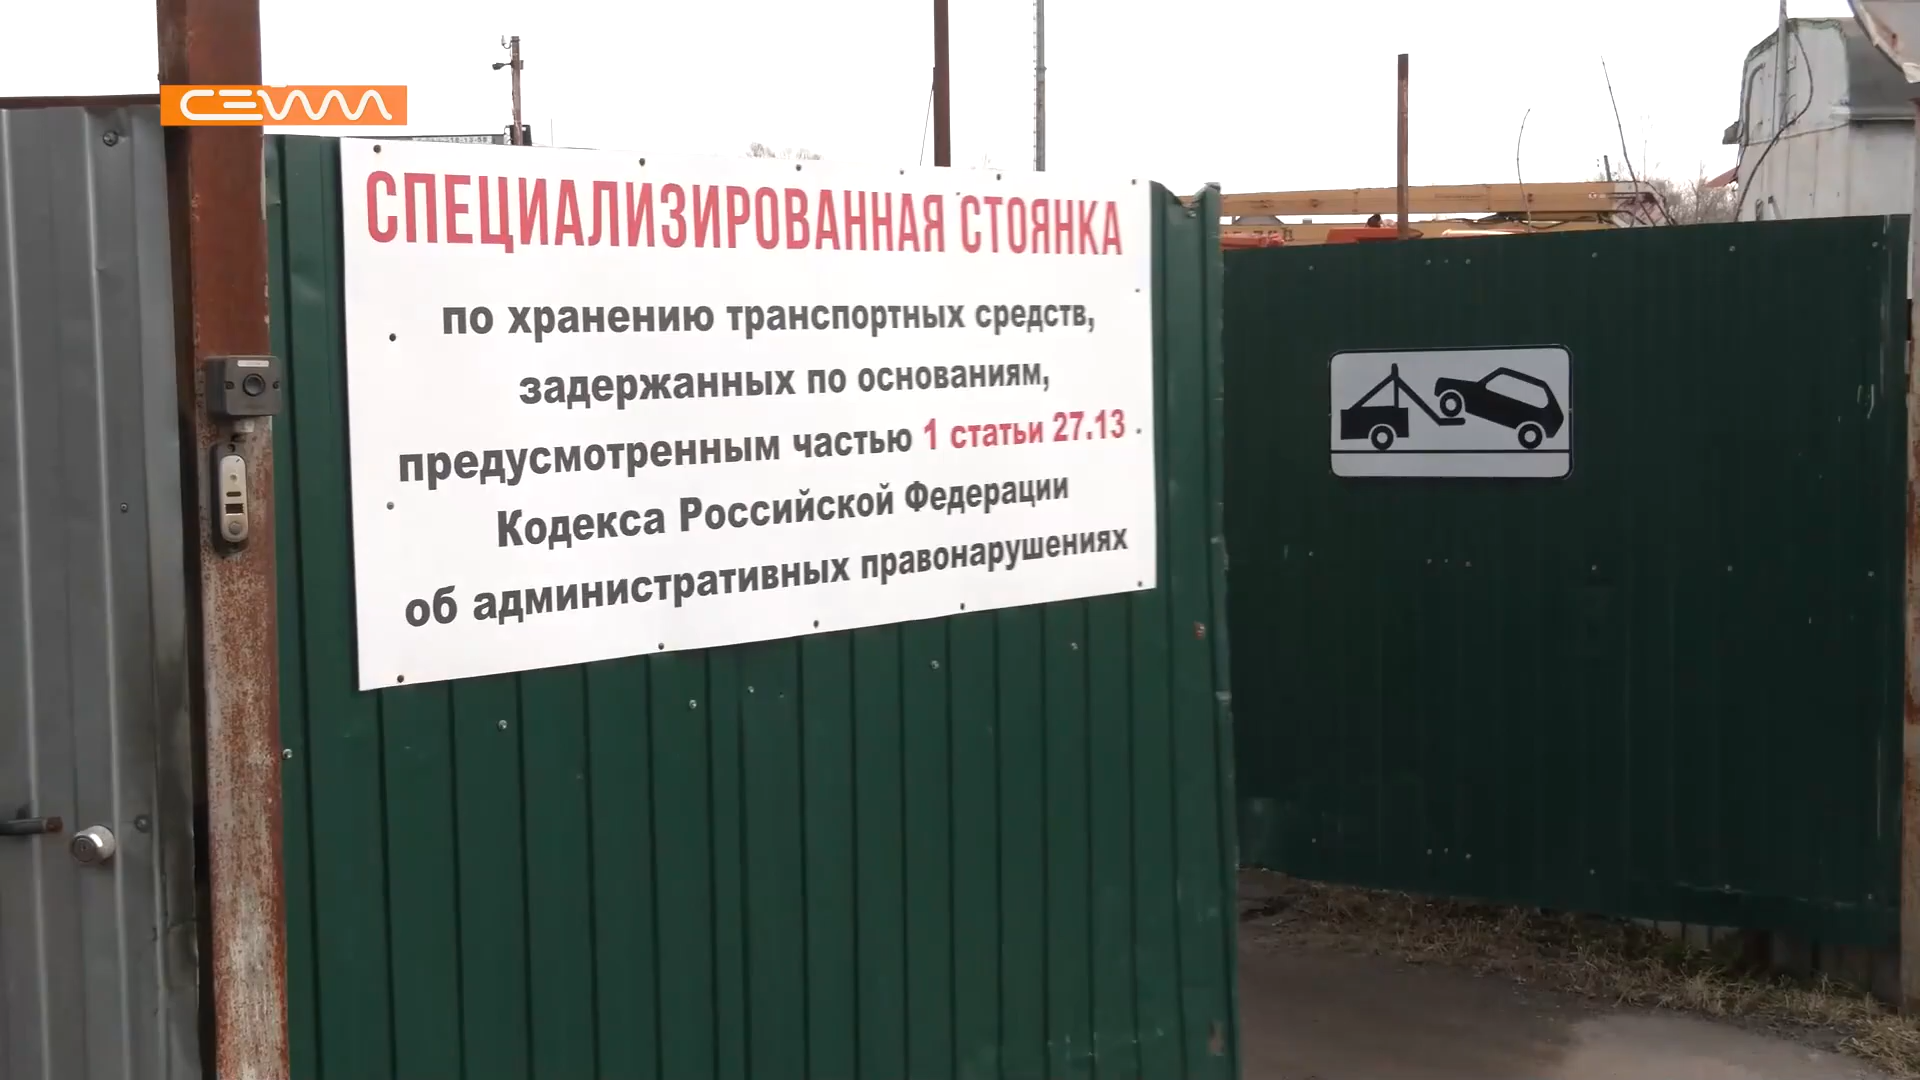 СЕЙМ
СПЕЦИАЛИЗИРОВАННАЯ СТОЯНКА
по хранению транспортных средств,
задержанных по основаниям,
предусмотренным частью 1 статьи 27.13
Кодекса Российской Федерации
об административных правонарушениях